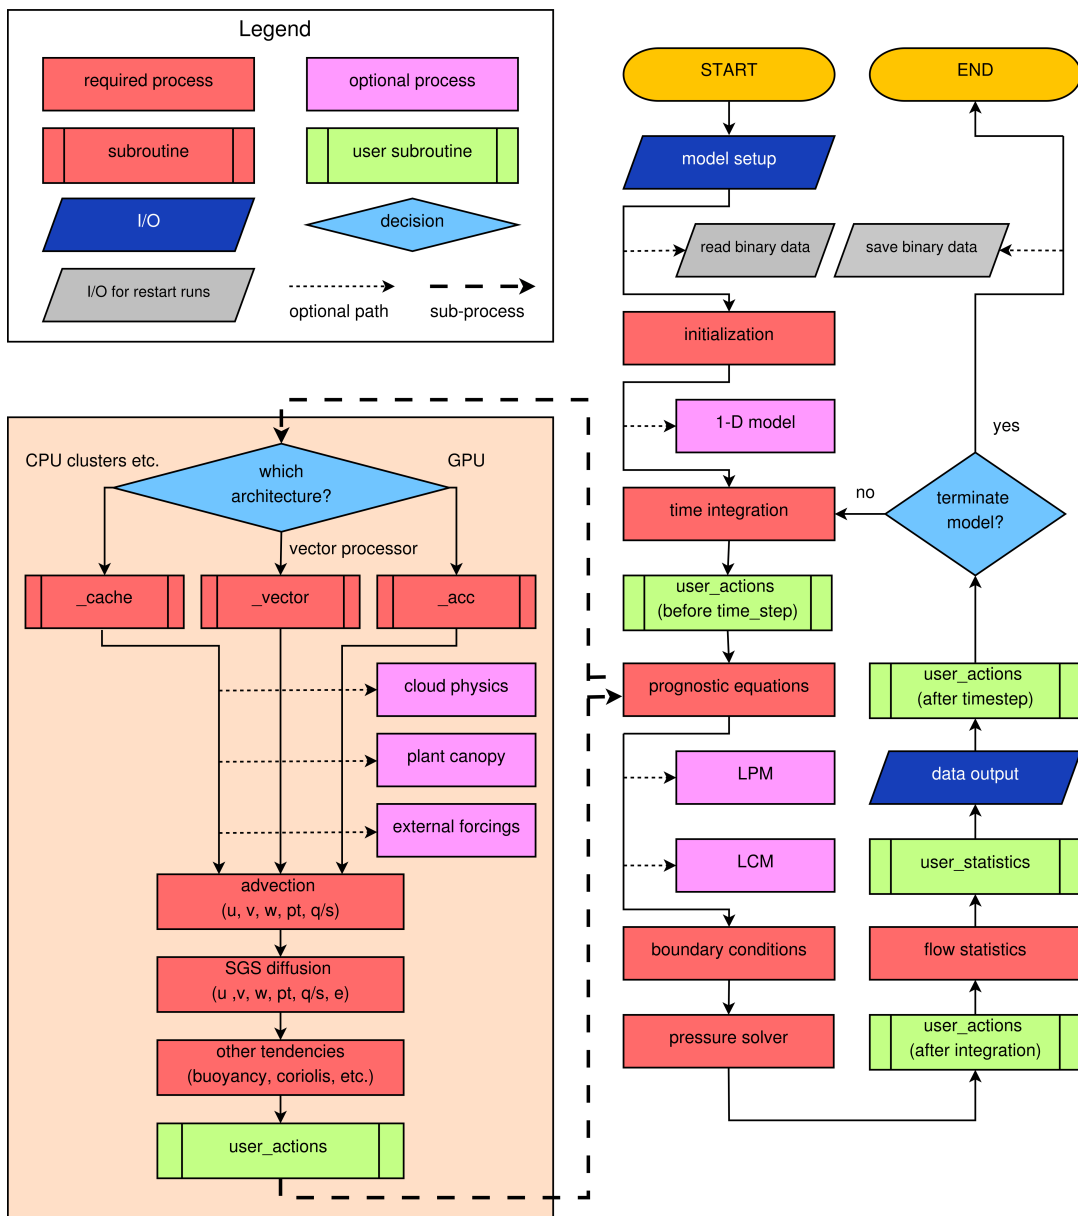 Legend
required process
optional process
subroutine
user subroutine
I/O
decision
I/O for restart runs
optional path
sub-process
START
END
model setup
read binary data
save binary data
initialization
1-D model
yes
time integration
no
terminate
model?
user_actions
(before time_step)
prognostic equations
LPM
LCM
boundary conditions
pressure solver
user_actions
(after timestep)
data output
user_statistics
flow statistics
user_actions
(after integration)
CPU clusters etc.
which
architecture?
GPU
vector processor
_cache
_vector
_acc
cloud physics
plant canopy
external forcings
advection
(u, v, w, pt, q/s)
SGS diffusion
(u ,v, w, pt, q/s, e)
other tendencies
(buoyancy, coriolis, etc.)
user_actions